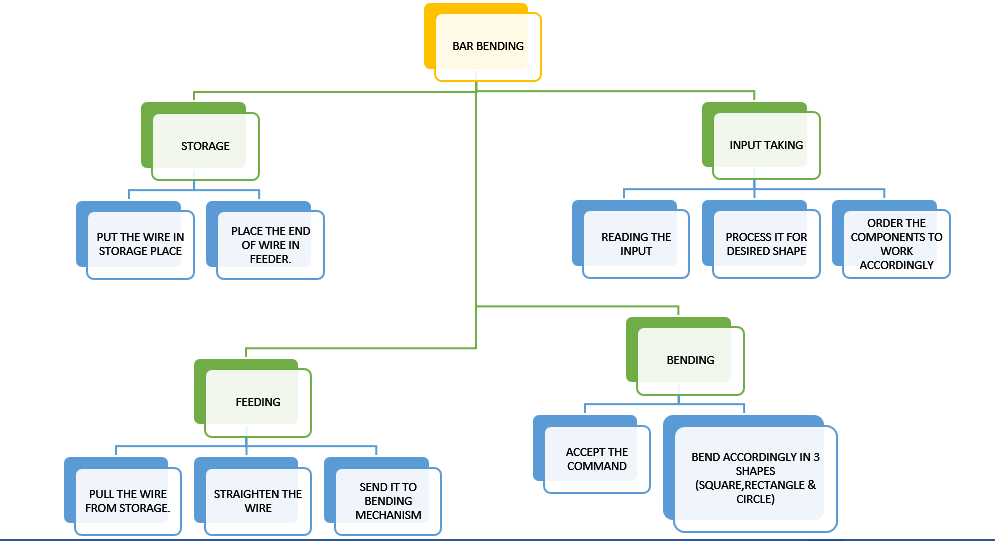 BAR BENDING
STORAGE
INPUT TAKING
PUT THE WIRE IN
STORAGE PLACE
PLACE THE END
OF WIRE IN
FEEDER.
READING THE
INPUT
PROCESS IT FOR
DESIRED SHAPE
ORDER THE
COMPONENTS TO
WORK
ACCORDINGLY
FEEDING
BENDING
PULL THE WIRE
FROM STORAGE.
STRAIGHTEN THE
WIRE
SEND IT TO
BENDING
MECHANISM
ACCEPT THE
COMMAND
BEND ACCORDINGLY IN 3
SHAPES
(SQUARE,RECTANGLE &
CIRCLE)